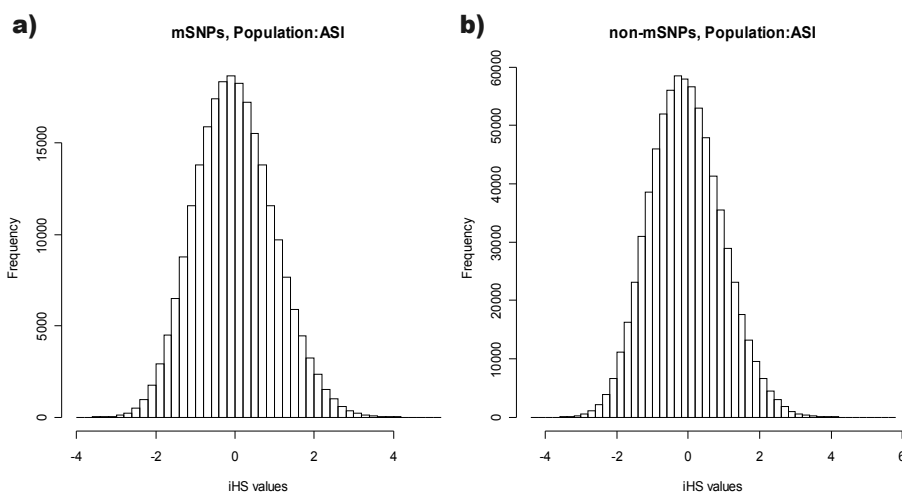 a)
mSNPs, Population:ASI
Frequency
0
5000
10000
15000
-4
-2
0
2
4
iHS values
b)
non-mSNPs, Population:ASI
Frequency
0
10000
20000
30000
40000
50000
60000
-4
-2
0
2
4
6
iHS values